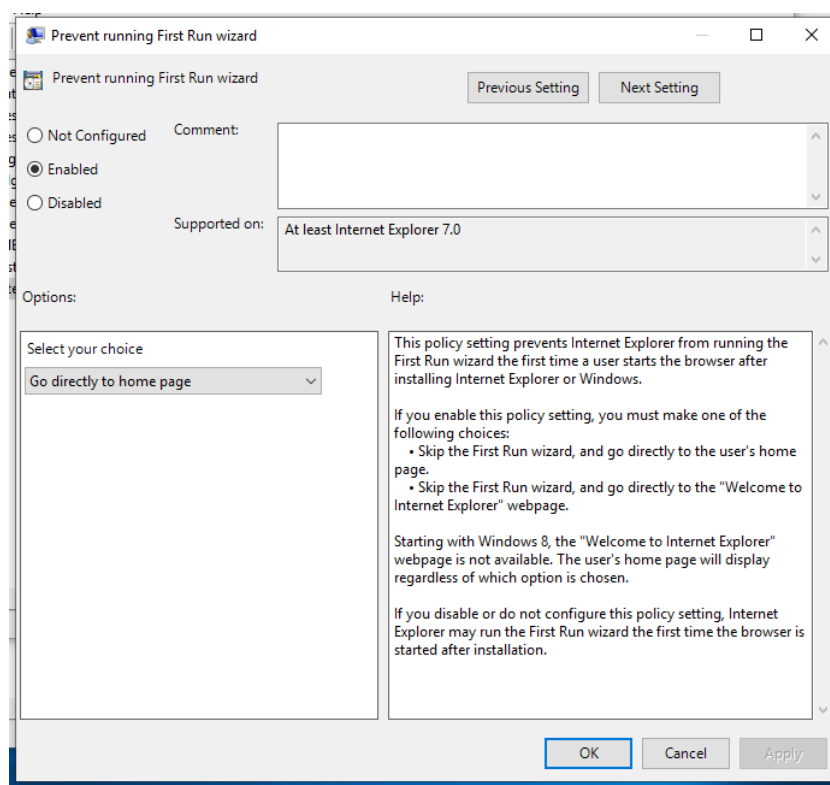 Prevent running First Run wizard
Prevent running First Run wizard
Previous Setting
Next Setting
Not Configured
Comment:
Enabled
Disabled
Supported on:
At least Internet Explorer 7.0
Options:
Help:
Select your choice
Go directly to home page
This policy setting prevents Internet Explorer from running the
First Run wizard the first time a user starts the browser after
installing Internet Explorer or Windows.
If you enable this policy setting, you must make one of the
following choices:
• Skip the First Run wizard, and go directly to the user's home
page.
• Skip the First Run wizard, and go directly to the "Welcome to
Internet Explorer" webpage.
Starting with Windows 8, the "Welcome to Internet Explorer"
webpage is not available. The user's home page will display
regardless of which option is chosen.
If you disable or do not configure this policy setting, Internet
Explorer may run the First Run wizard the first time the browser is
started after installation.
OK
Cancel
Apply